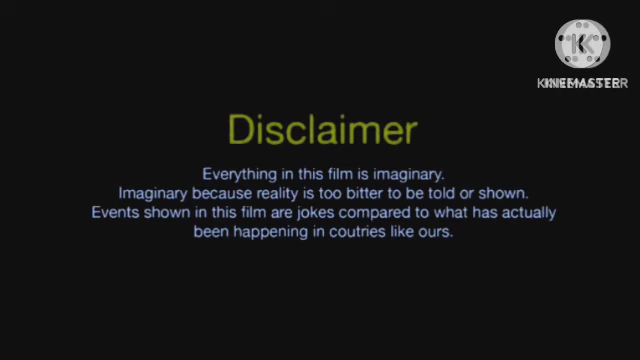 KINEMASTER
Disclaimer
Everything in this film is imaginary.
Imaginary because reality is too bitter to be told or shown.
Events shown in this film are jokes compared to what has actually
been happening in coutries like ours.